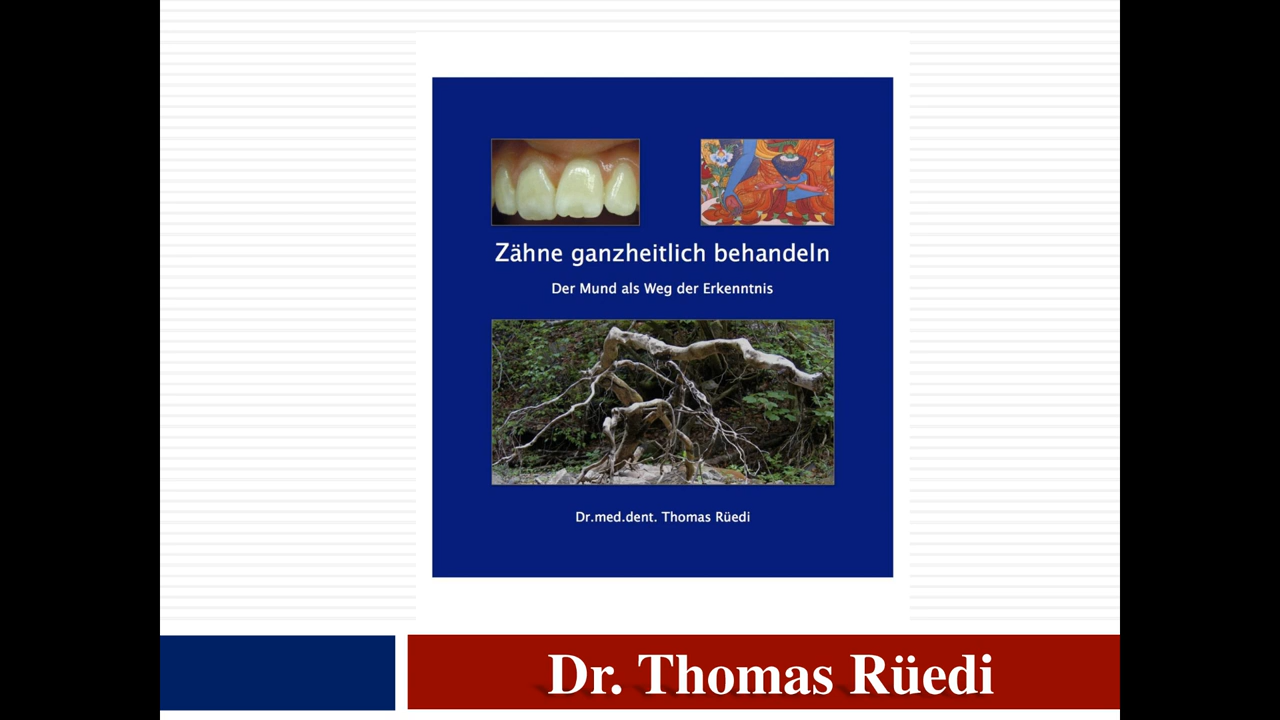 Zähne ganzheitlich behandeln
Der Mund als Weg der Erkenntnis
Dr.med.dent. Thomas Rüedi
Dr. Thomas Rüedi